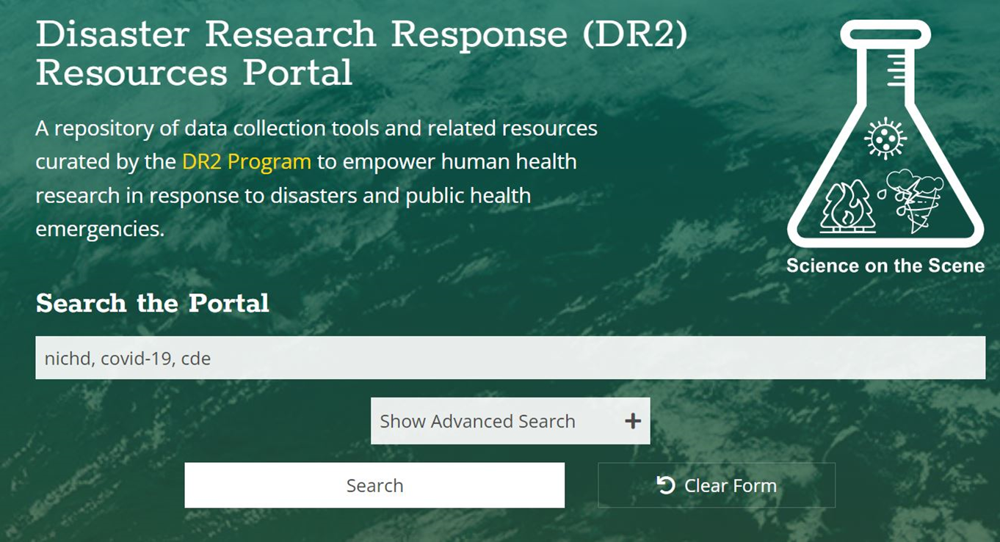 Disaster Research Response (DR2)
Resources Portal
A repository of data collection tools and related resources
curated by the DR2 Program to empower human health
research in response to disasters and public health
emergencies.
Science on the Scene
Search the Portal
nichd, covid-19, cde
Show Advanced Search +
Search
Clear Form